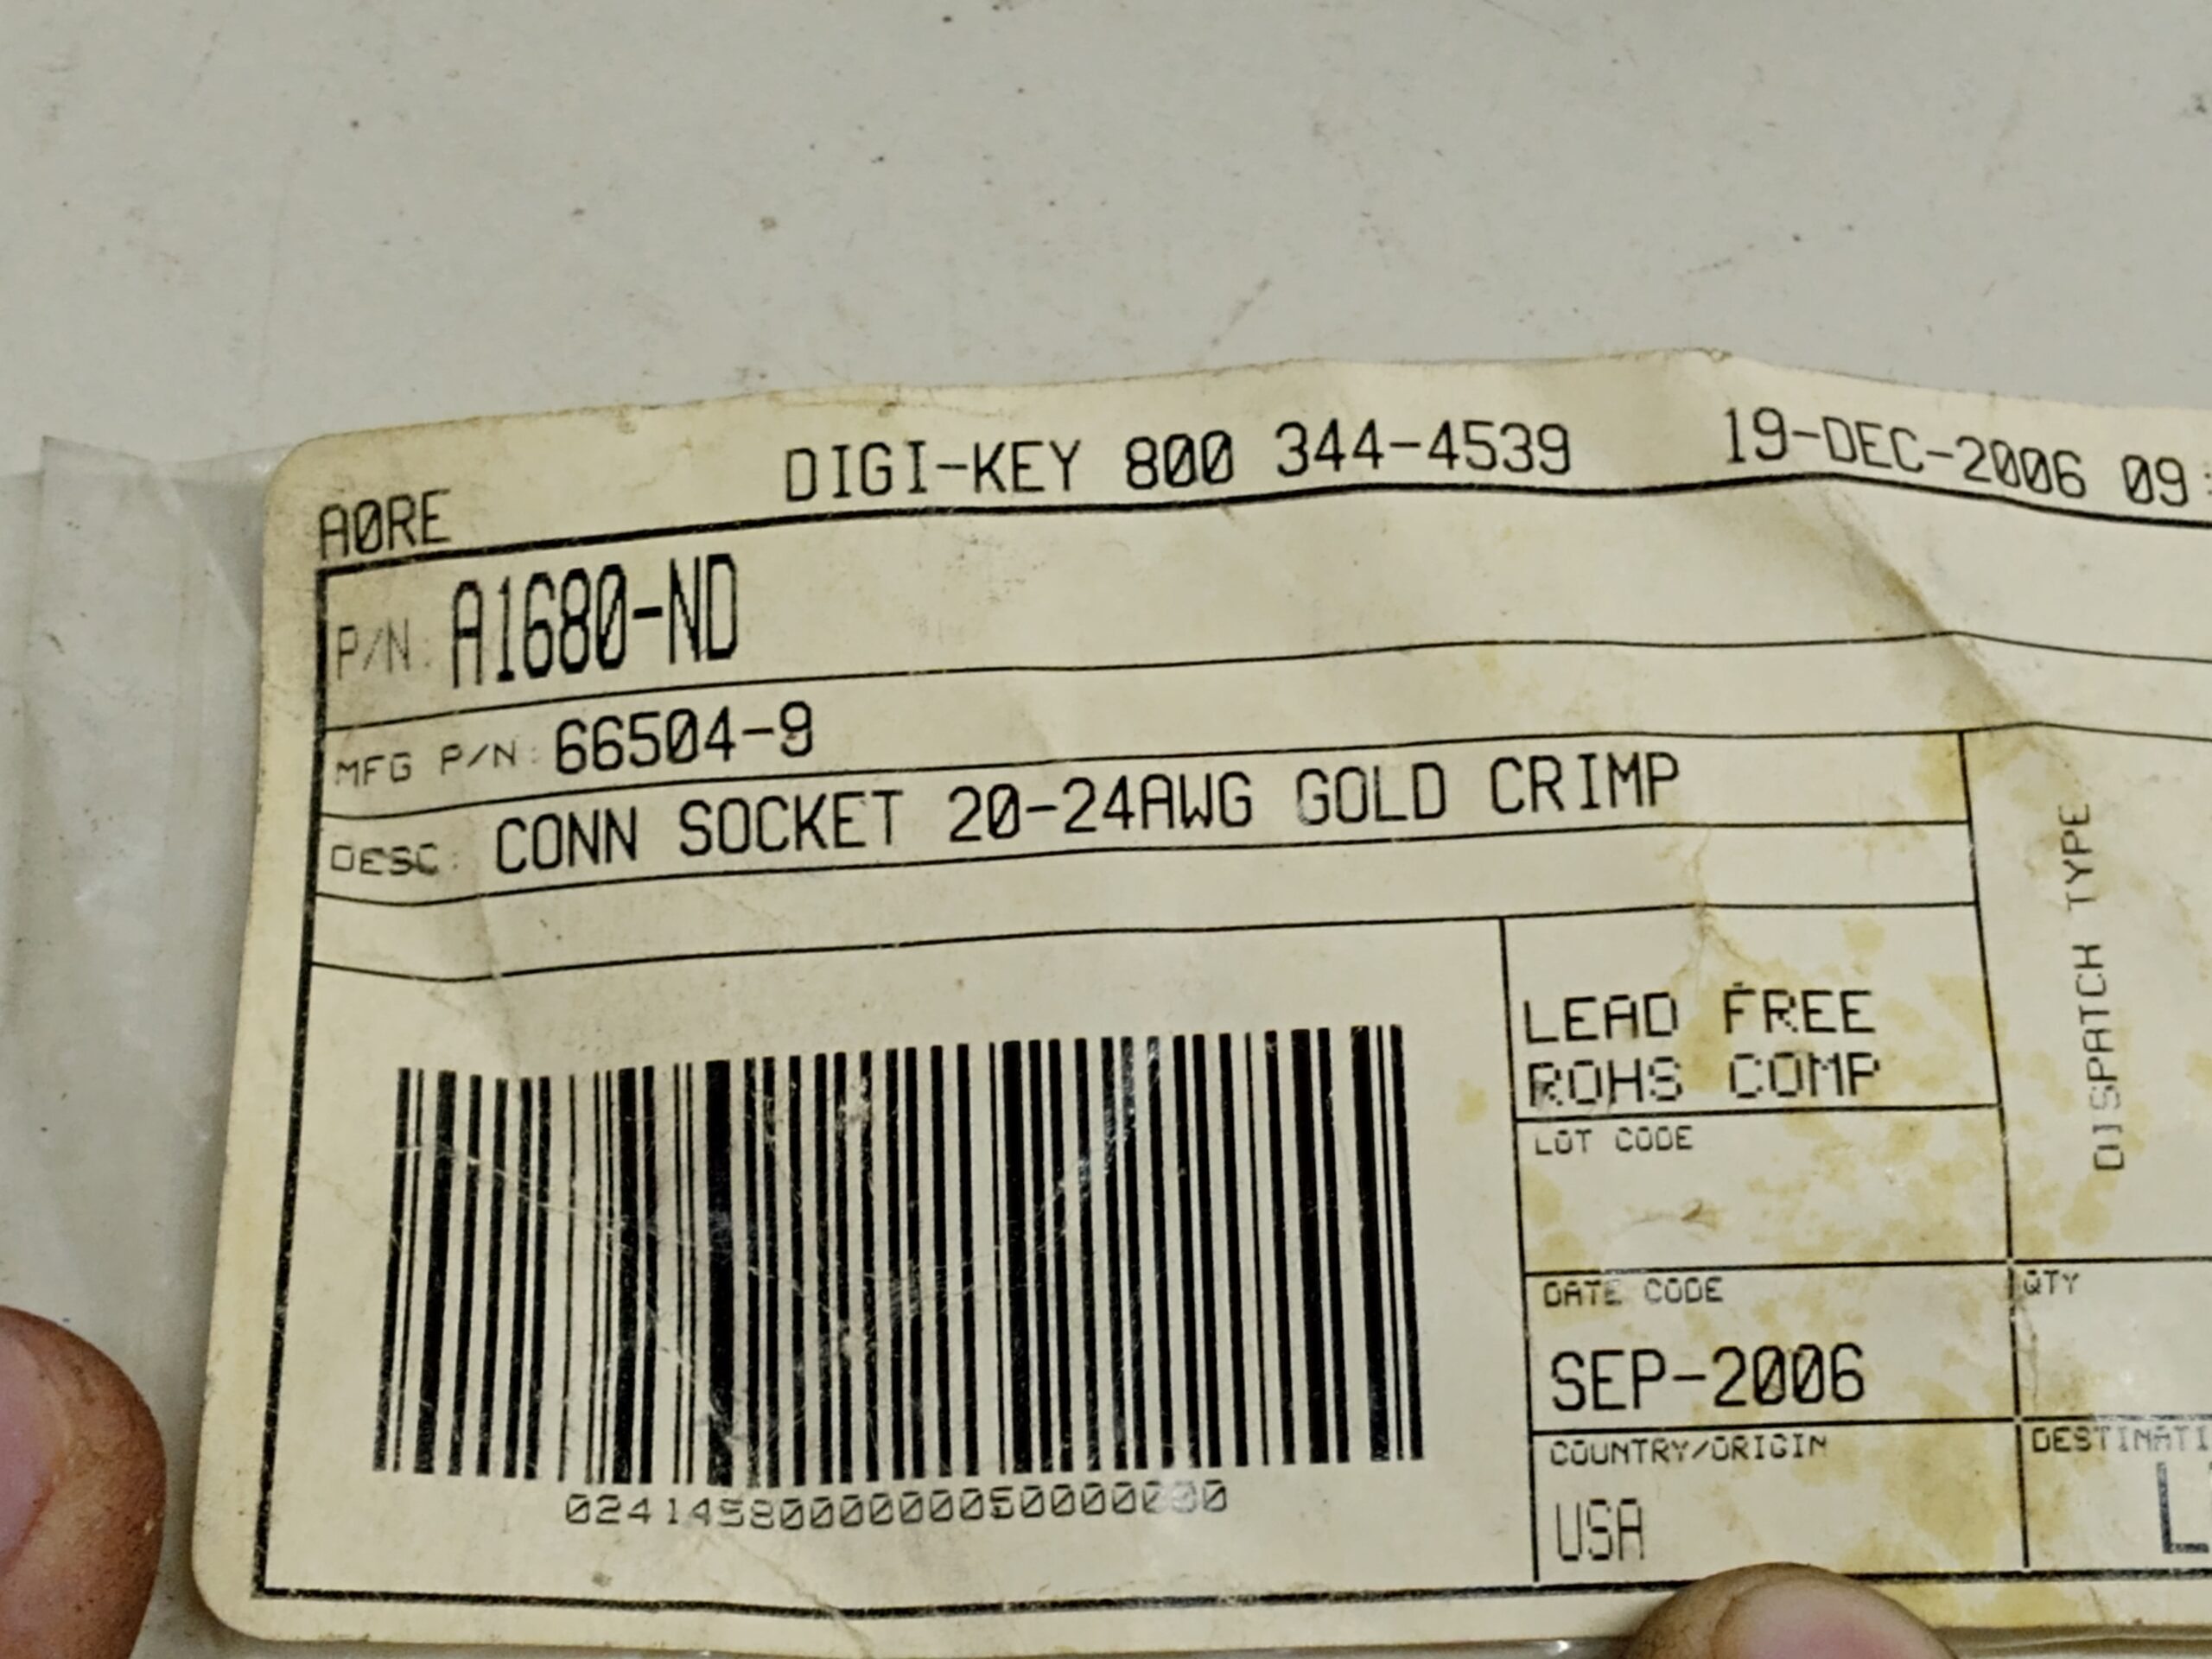 DIGI-KEY 800 344-4539 19-DEC-2006 09:
A0RE
P/N: A1680-ND
MFG P/N: 66504-9
DESC: CONN SOCKET 20-24AWG GOLD CRIMP
DISPATCH TYPE
LEAD FREE
ROHS COMP
LOT CODE
DATE CODE
QTY
SEP-2006
COUNTRY/ORIGIN
USA